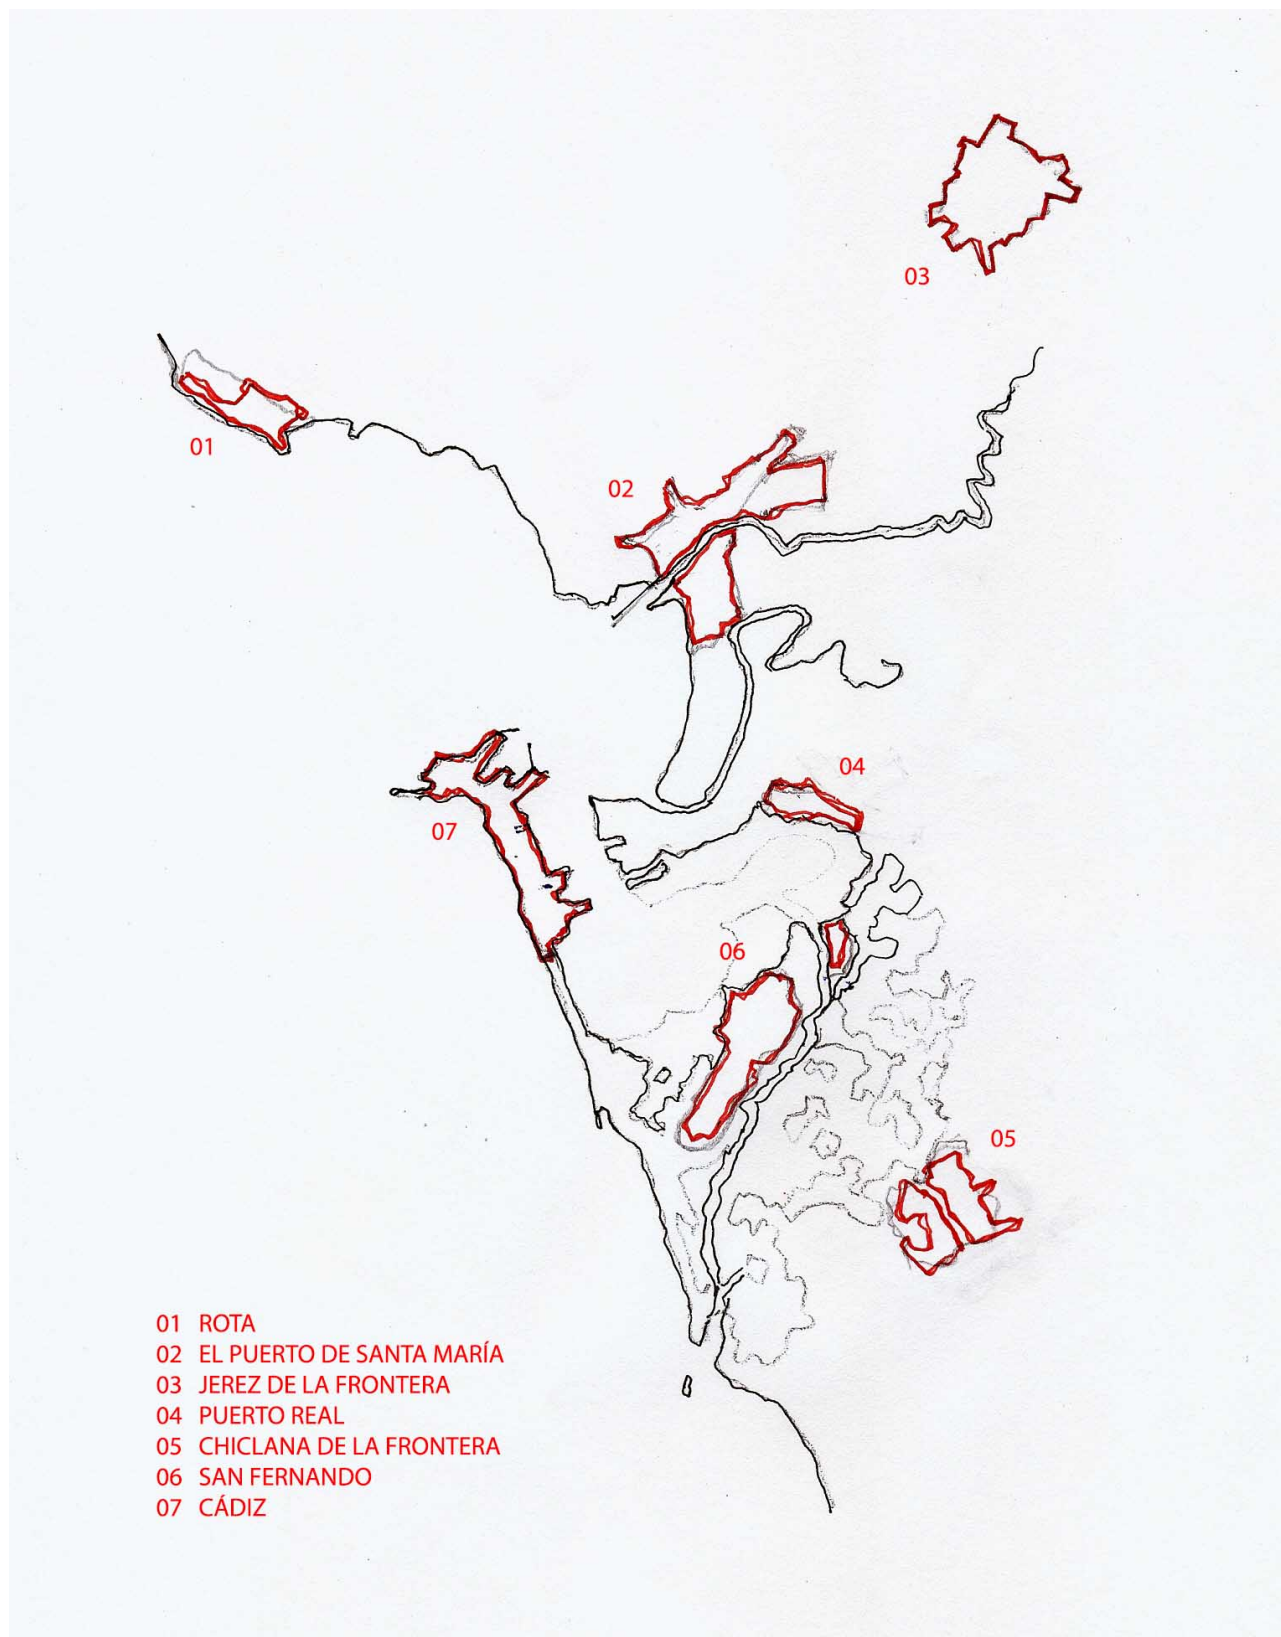 03
01
02
04
07
06
05
01 ROTA
02 EL PUERTO DE SANTA MARÍA
03 JEREZ DE LA FRONTERA
04 PUERTO REAL
05 CHICLANA DE LA FRONTERA
06 SAN FERNANDO
07 CÁDIZ